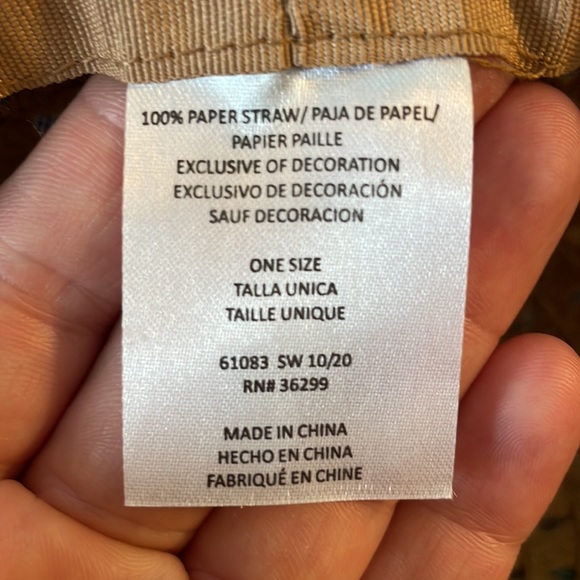 100% PAPER STRAW/ PAJA DE PAPEL/
PAPIER PAILLE
EXCLUSIVE OF DECORATION
EXCLUSIVO DE DECORACIÓN
SAUF DECORACION
ONE SIZE
TALLA UNICA
TAILLE UNIQUE
61083 SW 10/20
RN# 36299
MADE IN CHINA
HECHO EN CHINA
FABRIQUÉ EN CHINE